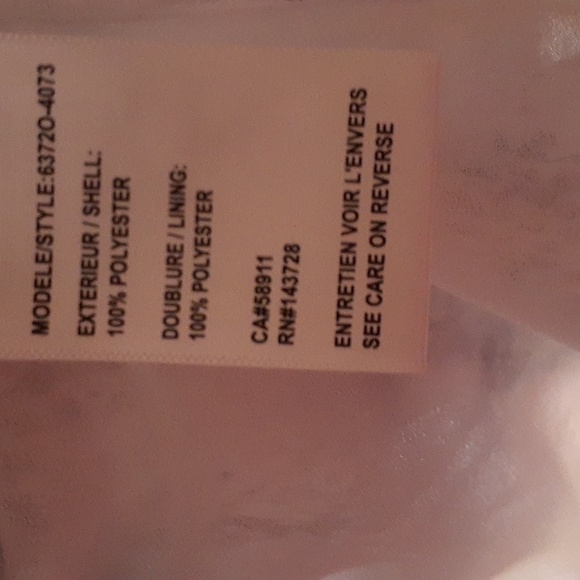 MODELE/STYLE:6372O-4073
EXTERIEUR / SHELL:
100% POLYESTER
DOUBLURE / LINING:
100% POLYESTER
CA#58911
RN#143728
ENTRETIEN VOIR L'ENVERS
SEE CARE ON REVERSE